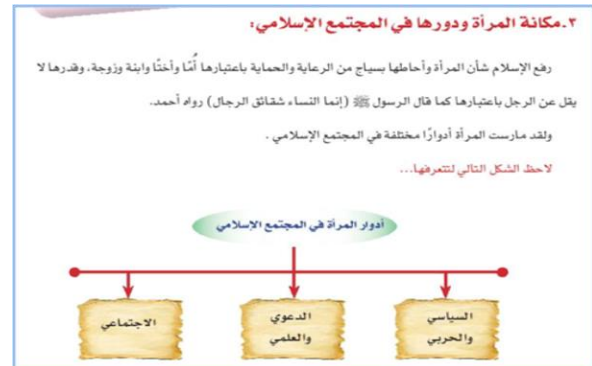 ٢.مكانة المرأة ودورها في المجتمع الإسلامي:
رفع الإسلام شأن المرأة وأحاطها بسياج من الرعاية والحماية باعتبارها أُمًّا وأختًا وابنة وزوجة، وقدرها لا
يقل عن الرجل باعتبارها كما قال الرسول ﷺ (إنما النساء شقائق الرجال) رواه أحمد.
ولقد مارست المرأة أدوارًا مختلفة في المجتمع الإسلامي .
لاحظ الشكل التالي لتتعرفها...
أدوار المرأة في المجتمع الإسلامي
السياسي
والحربي
الدعوي
والعلمي
الاجتماعي